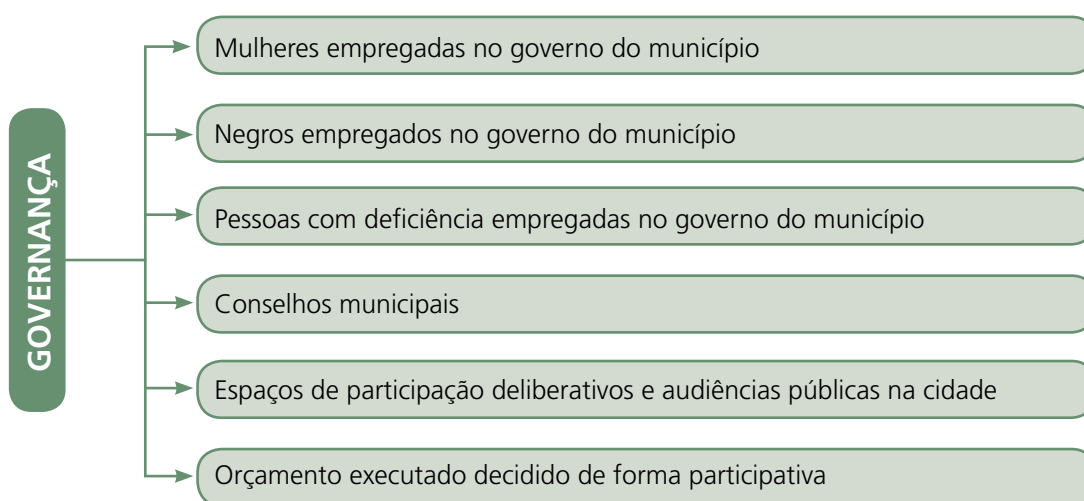 GOVERNANÇA
Mulheres empregadas no governo do município
Negros empregados no governo do município
Pessoas com deficiência empregadas no governo do município
Conselhos municipais
Espaços de participação deliberativos e audiências públicas na cidade
Orçamento executado decidido de forma participativa